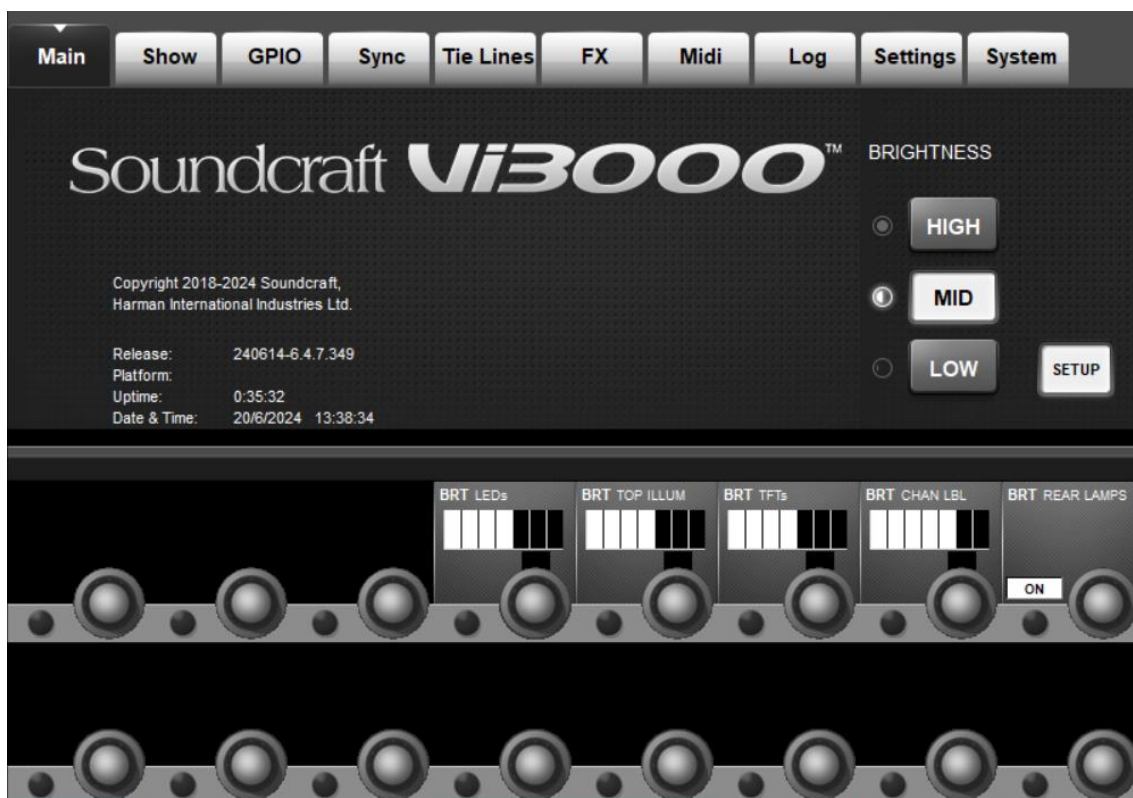 Main Show GPIO Sync Tie Lines FX Midi Log Settings System
Soundcraft Vi3000™
BRIGHTNESS
HIGH
MID
LOW
SETUP
Copyright 2018-2024 Soundcraft,
Harman International Industries Ltd.
Release: 240614-6.4.7.349
Platform:
Uptime: 0:35:32
Date & Time: 20/6/2024 13:38:34
BRT LEDs BRT TOP ILLUM BRT TFTs BRT CHAN LBL BRT REAR LAMPS
ON